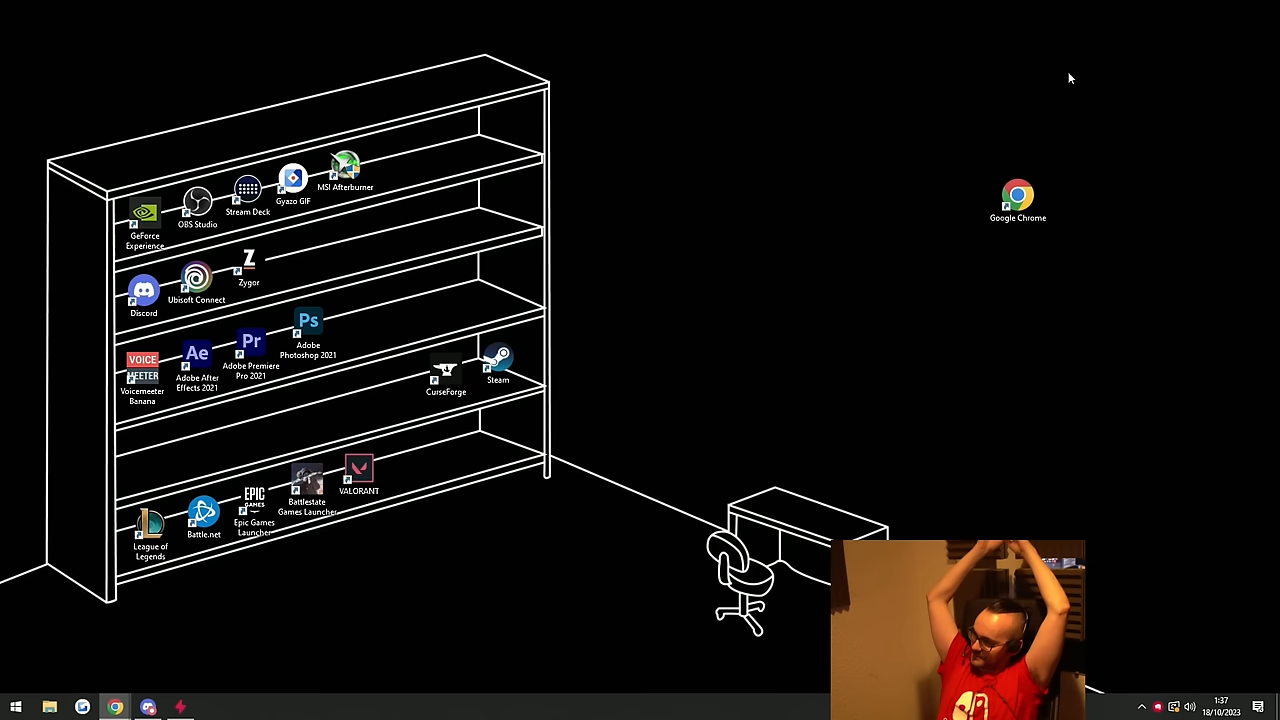 MSI Afterburner
Gyazo GIF
Stream Deck
OBS Studio
GeForce
Experience
Google Chrome
Z
Zygor
Ubisoft Connect
Discord
Ps
Adobe
Photoshop 2021
Pr
Adobe Premiere
Pro 2021
Ae
Adobe After
Effects 2021
VOICE
MEETER
Voicemeeter
Banana
Steam
CurseForge
VALORANT
Battlestate
Games Launcher
EPIC
GAMES
Epic Games
Launcher
Battle.net
L
League of
Legends
1:37
18/10/2023